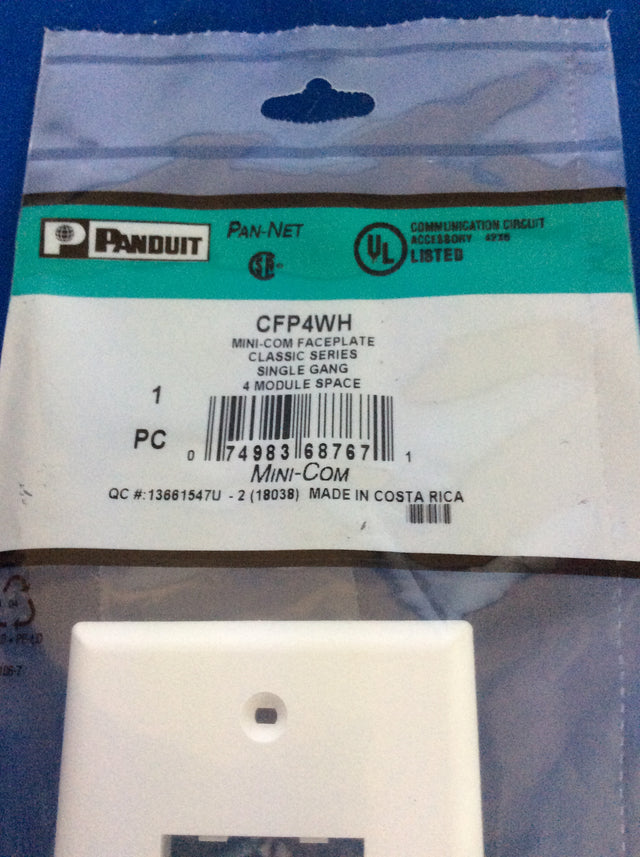 PANDUIT
PAN-NET
UL
COMMUNICATION CIRCUIT
ACCESSORY
LISTED
CFP4WH
MINI-COM FACEPLATE
CLASSIC SERIES
SINGLE GANG
4 MODULE SPACE
1
PC
0 74983 68767 1
MINI-COM
QC #:13661547U - 2 (18038) MADE IN COSTA RICA